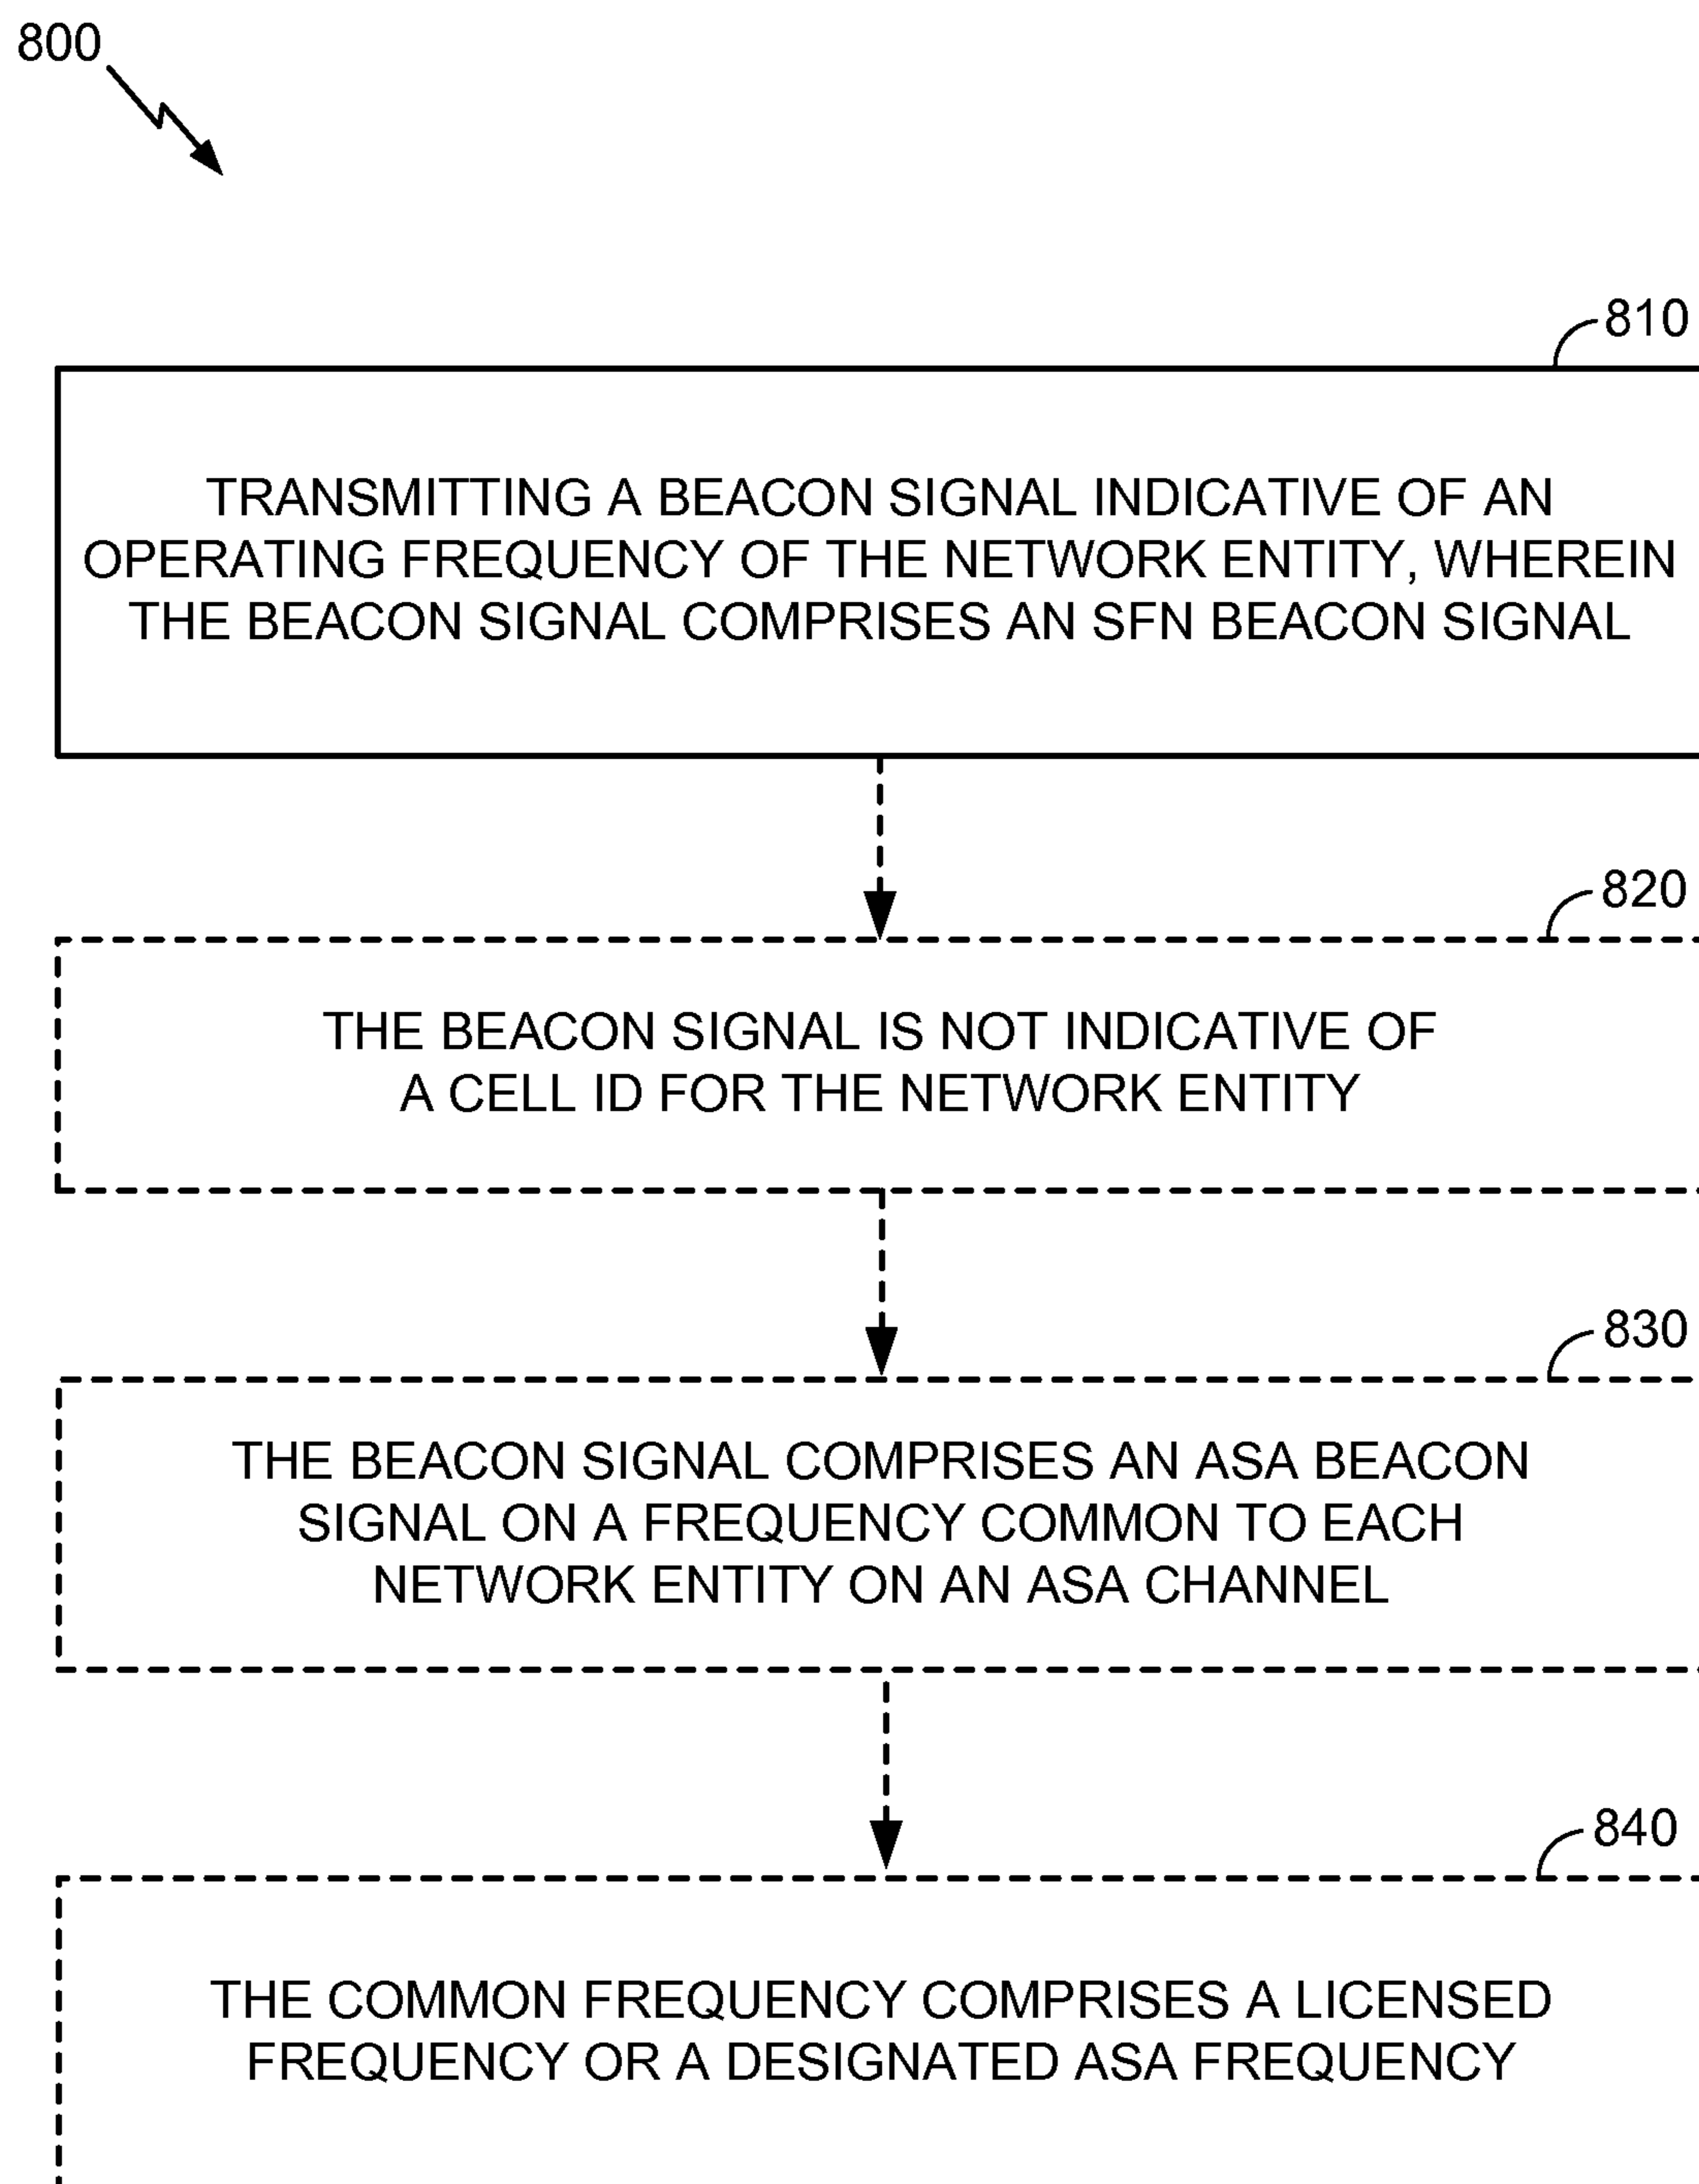 800
810
TRANSMITTING A BEACON SIGNAL INDICATIVE OF AN
OPERATING FREQUENCY OF THE NETWORK ENTITY, WHEREIN
THE BEACON SIGNAL COMPRISES AN SFN BEACON SIGNAL
820
THE BEACON SIGNAL IS NOT INDICATIVE OF
A CELL ID FOR THE NETWORK ENTITY
830
THE BEACON SIGNAL COMPRISES AN ASA BEACON
SIGNAL ON A FREQUENCY COMMON TO EACH
NETWORK ENTITY ON AN ASA CHANNEL
840
THE COMMON FREQUENCY COMPRISES A LICENSED
FREQUENCY OR A DESIGNATED ASA FREQUENCY